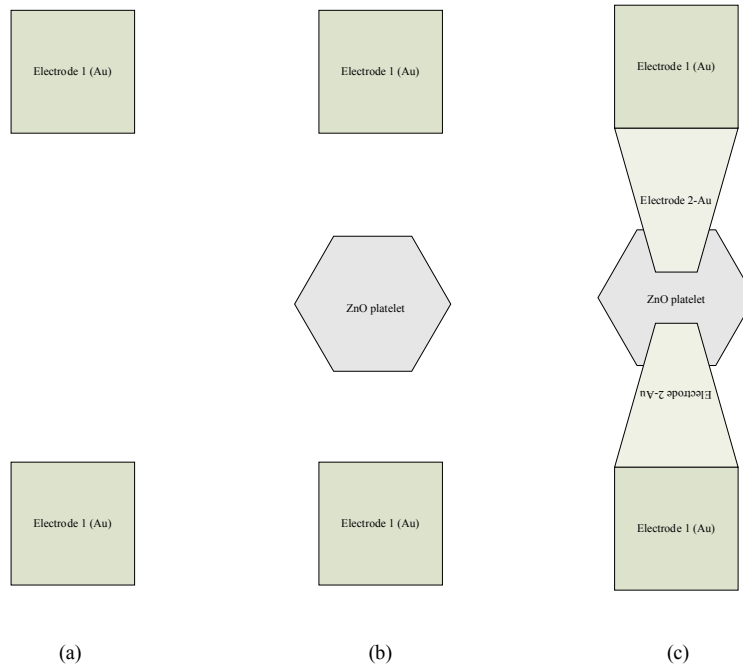 Electrode 1 (Au)
Electrode 1 (Au)
(a)
Electrode 1 (Au)
ZnO platelet
Electrode 1 (Au)
(b)
Electrode 1 (Au)
Electrode 2-Au
ZnO platelet
Electrode 2-Au
Electrode 1 (Au)
(c)